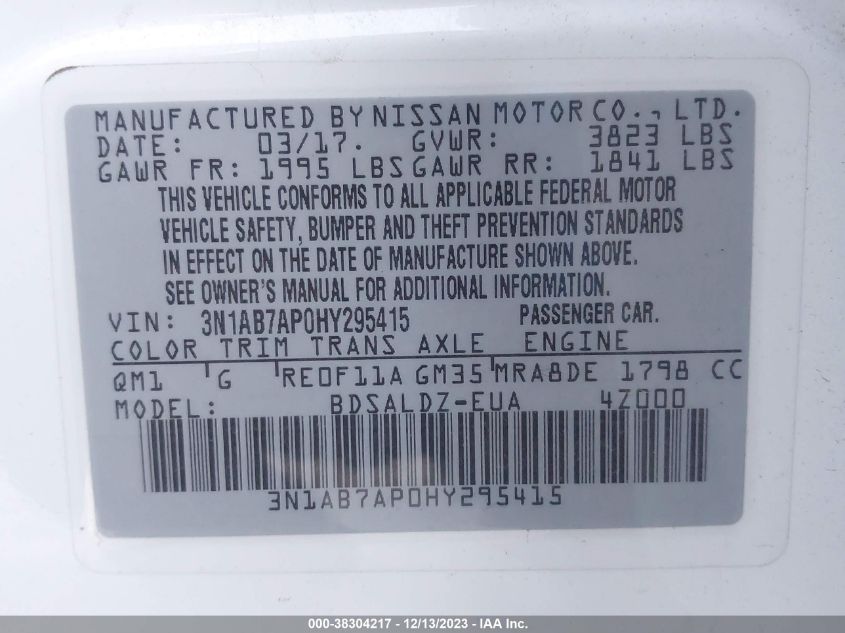 MANUFACTURED BY NISSAN MOTOR CO., LTD.
DATE: 03/17. GVWR: 3823 LBS
GAWR FR: 1995 LBS GAWR RR: 1841 LBS
THIS VEHICLE CONFORMS TO ALL APPLICABLE FEDERAL MOTOR
VEHICLE SAFETY, BUMPER AND THEFT PREVENTION STANDARDS
IN EFFECT ON THE DATE OF MANUFACTURE SHOWN ABOVE.
SEE OWNER'S MANUAL FOR ADDITIONAL INFORMATION.
VIN: 3N1AB7AP0HY295415 PASSENGER CAR.
COLOR TRIM TRANS AXLE ENGINE
QM1 G RE0F11A GM35 MRA8DE 1798 CC
MODEL: BDSALDZ-EUA 4Z000
3N1AB7AP0HY295415
000-38304217 - 12/13/2023 - IAA Inc.